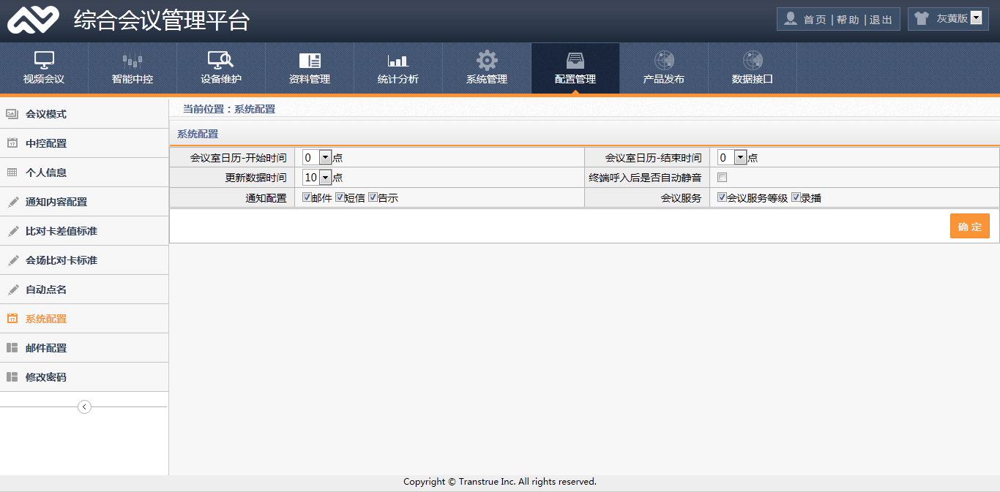 综合会议管理平台
首页 | 帮助 | 退出
灰黄版
视频会议 智能中控 设备维护 资料管理 统计分析 系统管理 配置管理 产品发布 数据接口
会议模式
中控配置
个人信息
通知内容配置
比对卡差值标准
会场比对卡标准
自动点名
系统配置
邮件配置
修改密码
当前位置：系统配置
系统配置
会议室日历-开始时间 0 点 会议室日历-结束时间 0 点
更新数据时间 10 点 终端呼入后是否自动静音
通知配置 邮件 短信 告示 会议服务 会议服务等级 录播
确 定
Copyright © Transtrue Inc. All rights reserved.